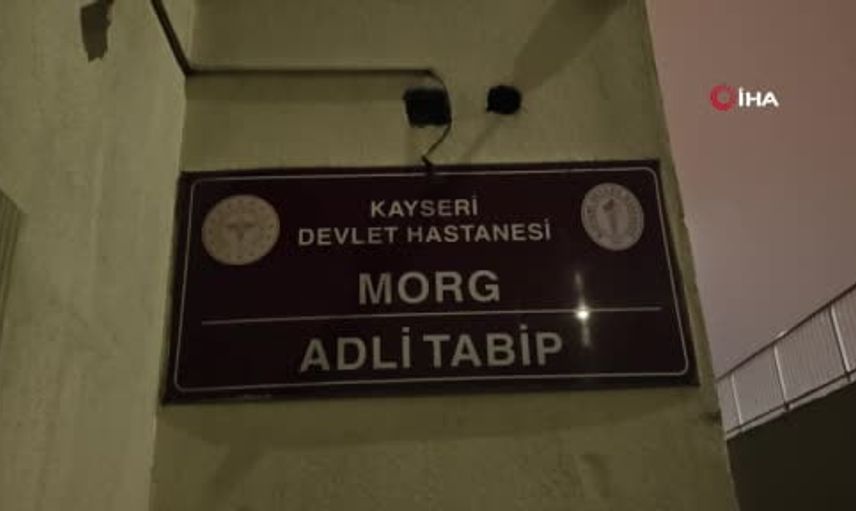 İHA
KAYSERİ
DEVLET HASTANESİ
MORG
ADLİ TABİP